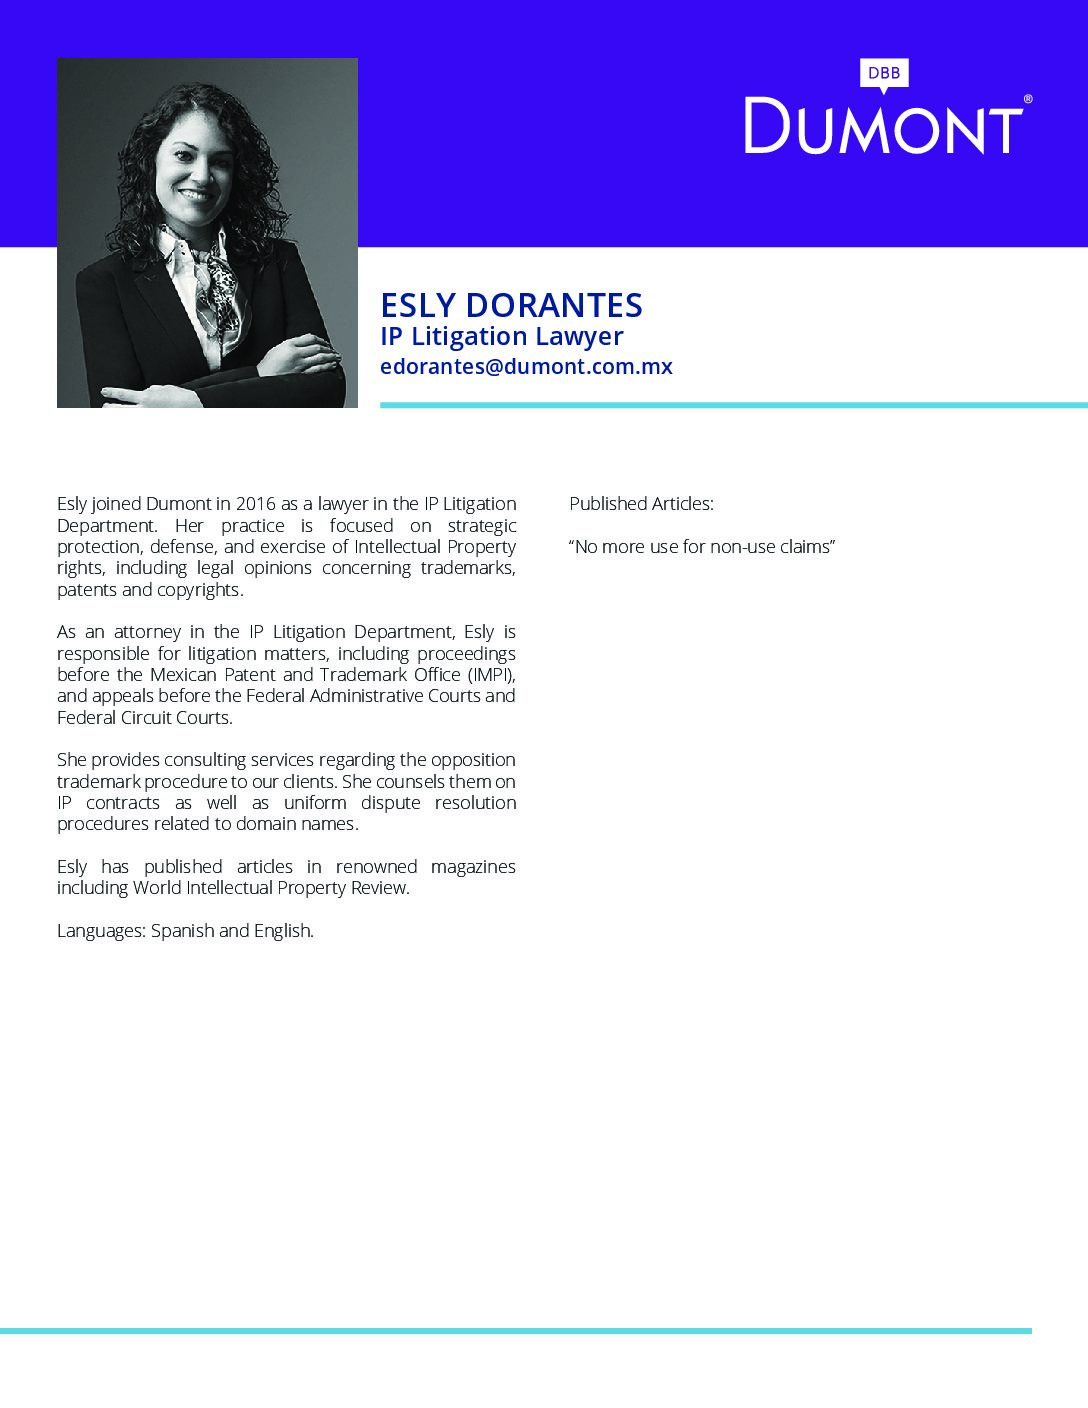 DBB
DUMONT®
ESLY DORANTES
IP Litigation Lawyer
edorantes@dumont.com.mx
Esly joined Dumont in 2016 as a lawyer in the IP Litigation
Department. Her practice is focused on strategic
protection, defense, and exercise of Intellectual Property
rights, including legal opinions concerning trademarks,
patents and copyrights.
As an attorney in the IP Litigation Department, Esly is
responsible for litigation matters, including proceedings
before the Mexican Patent and Trademark Office (IMPI),
and appeals before the Federal Administrative Courts and
Federal Circuit Courts.
She provides consulting services regarding the opposition
trademark procedure to our clients. She counsels them on
IP contracts as well as uniform dispute resolution
procedures related to domain names.
Esly has published articles in renowned magazines
including World Intellectual Property Review.
Languages: Spanish and English.
Published Articles:
“No more use for non-use claims”